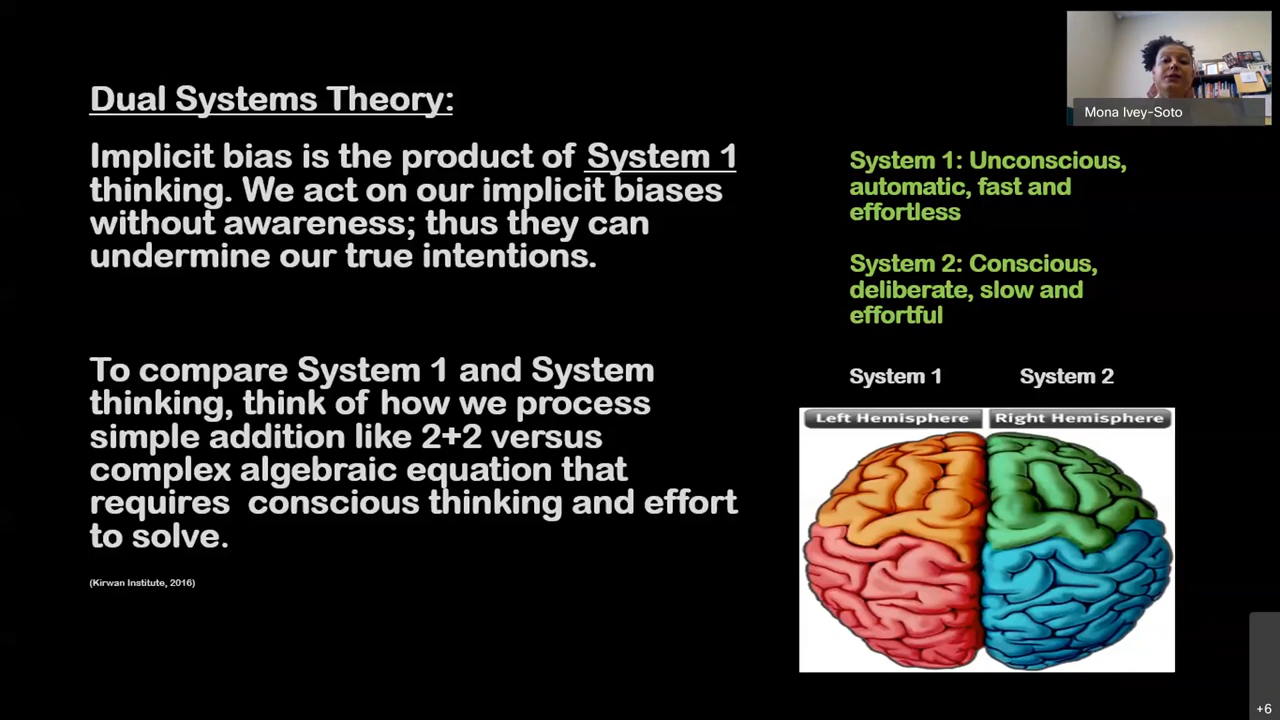 Dual Systems Theory:
Implicit bias is the product of System 1
thinking. We act on our implicit biases
without awareness; thus they can
undermine our true intentions.
To compare System 1 and System
thinking, think of how we process
simple addition like 2+2 versus
complex algebraic equation that
requires conscious thinking and effort
to solve.
(Kirwan Institute, 2016)
Mona Ivey-Soto
System 1: Unconscious,
automatic, fast and
effortless
System 2: Conscious,
deliberate, slow and
effortful
System 1 System 2
Left Hemisphere Right Hemisphere
+6